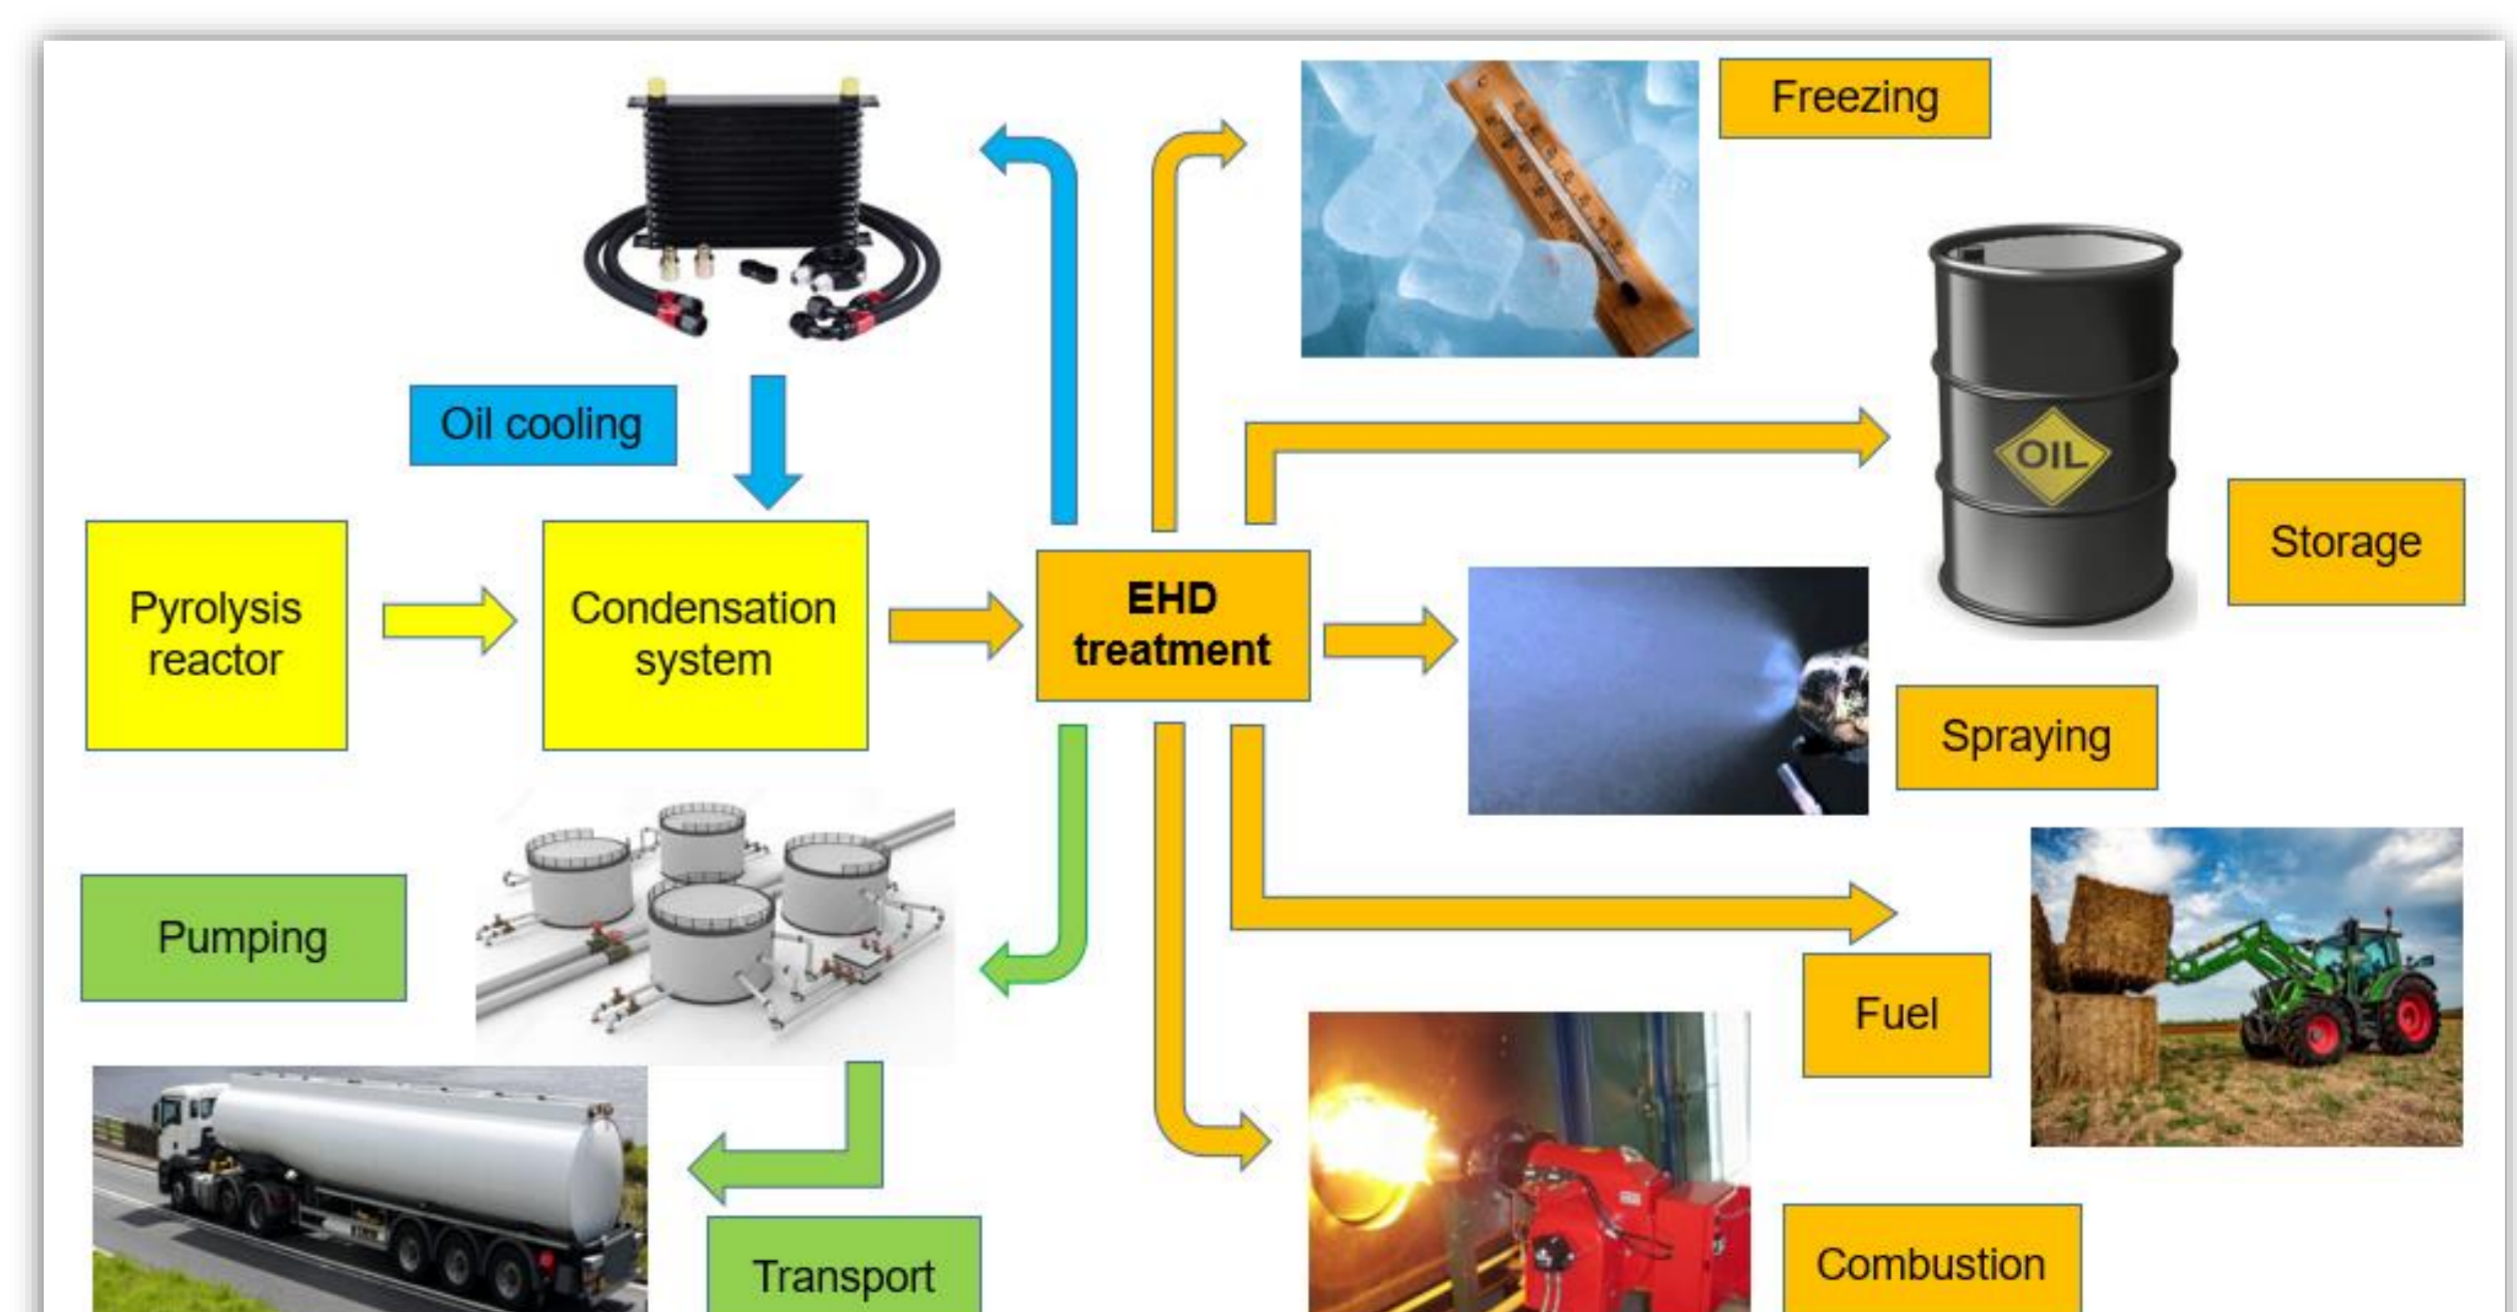 Freezing
Oil cooling
OIL
Storage
Pyrolysis
reactor
Condensation
system
EHD
treatment
Spraying
Pumping
Fuel
Transport
Combustion